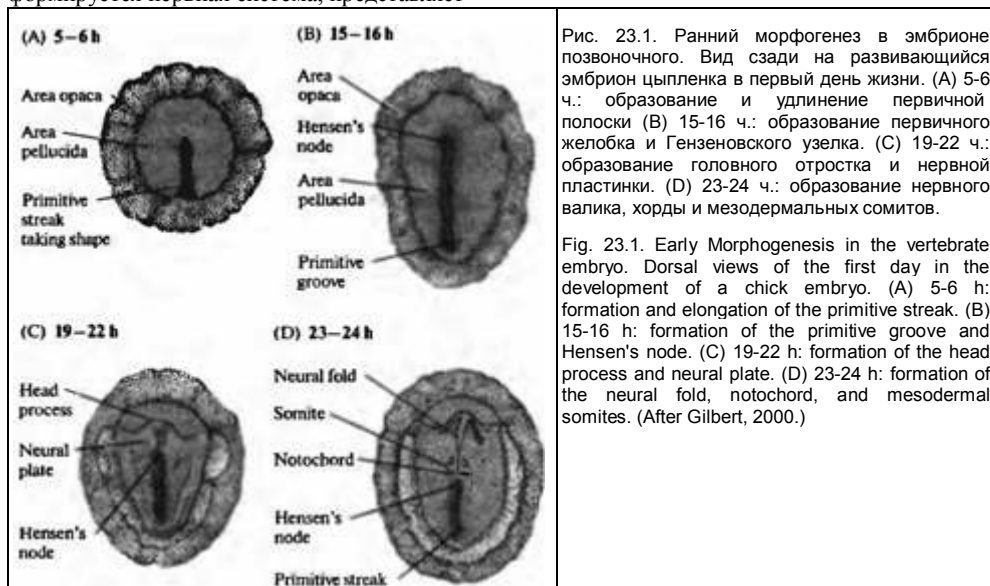 формируется нервная система, представляет
(A) 5–6 h
Area opaca
Area
pellucida
Primitive
streak
taking shape
(B) 15–16 h
Area
opaca
Hensen's
node
Area
pellucida
Primitive
groove
(C) 19–22 h
Head
process
Neural
plate
Hensen's
node
(D) 23–24 h
Neural fold
Somite
Notochord
Hensen's
node
Primitive streak
Рис. 23.1. Ранний морфогенез в эмбрионе
позвоночного. Вид сзади на развивающийся
эмбрион цыпленка в первый день жизни. (A) 5-6
ч.: образование и удлинение первичной
полоски (B) 15-16 ч.: образование первичного
желобка и Гензеновского узелка. (C) 19-22 ч.:
образование головного отростка и нервной
пластинки. (D) 23-24 ч.: образование нервного
валика, хорды и мезодермальных сомитов.
Fig. 23.1. Early Morphogenesis in the vertebrate
embryo. Dorsal views of the first day in the
development of a chick embryo. (A) 5-6 h:
formation and elongation of the primitive streak. (B)
15-16 h: formation of the primitive groove and
Hensen's node. (C) 19-22 h: formation of the head
process and neural plate. (D) 23-24 h: formation of
the neural fold, notochord, and mesodermal
somites. (After Gilbert, 2000.)